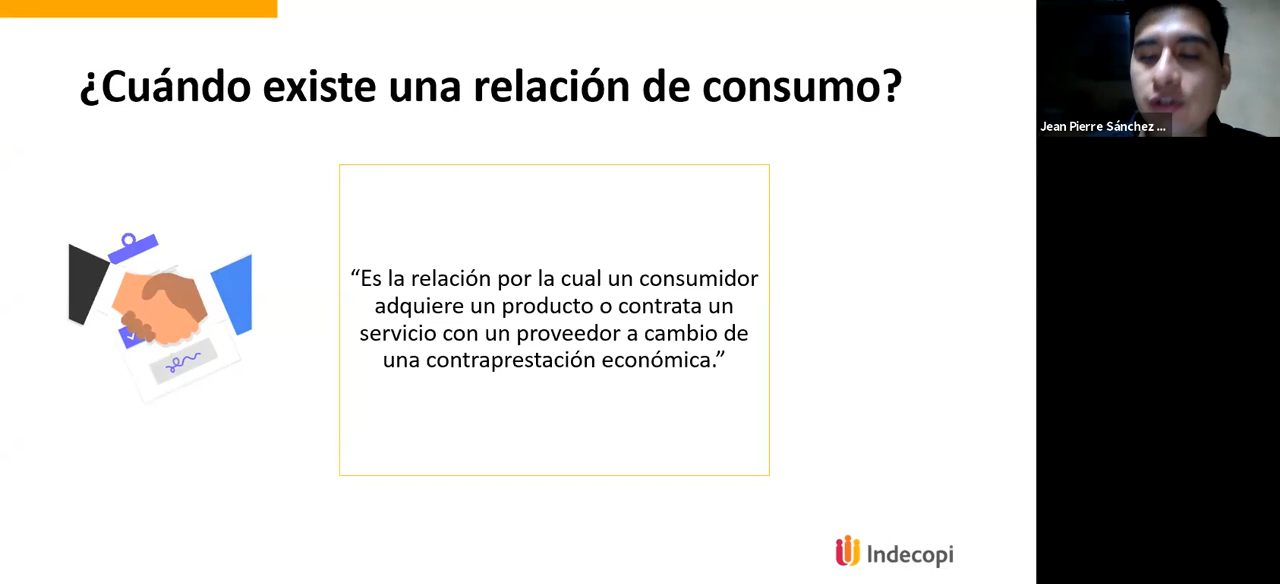 ¿Cuándo existe una relación de consumo?
“Es la relación por la cual un consumidor
adquiere un producto o contrata un
servicio con un proveedor a cambio de
una contraprestación económica.”
Indecopi
Jean Pierre Sánchez ...